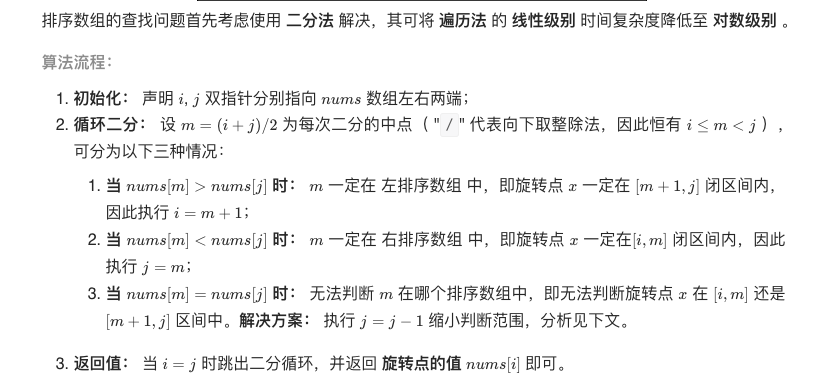 排序数组的查找问题首先考虑使用 二分法 解决，其可将 遍历法 的 线性级别 时间复杂度降低至 对数级别 。
算法流程：
1. 初始化： 声明 i, j 双指针分别指向 nums 数组左右两端；
2. 循环二分： 设 m = (i + j)/2 为每次二分的中点（ "/" 代表向下取整除法，因此恒有 i ≤ m < j ），
可分为以下三种情况：
1. 当 nums[m] > nums[j] 时： m 一定在 左排序数组 中，即旋转点 x 一定在 [m + 1, j] 闭区间内，
因此执行 i = m + 1；
2. 当 nums[m] < nums[j] 时： m 一定在 右排序数组 中，即旋转点 x 一定在[i, m] 闭区间内，因此
执行 j = m；
3. 当 nums[m] = nums[j] 时： 无法判断 m 在哪个排序数组中，即无法判断旋转点 x 在 [i, m] 还是
[m + 1, j] 区间中。解决方案： 执行 j = j − 1 缩小判断范围，分析见下文。
3. 返回值： 当 i = j 时跳出二分循环，并返回 旋转点的值 nums[i] 即可。